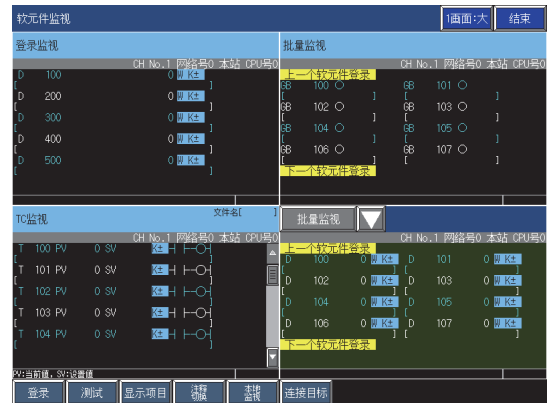 软元件监视
1画面:大
结束
登录监视
CH No.1 网络号0 本站 CPU号0
D 100 0 W K±
[ ]
D 200 0 W K±
[ ]
D 300 0 W K±
[ ]
D 400 0 W K±
[ ]
D 500 0 W K±
[ ]
批量监视
CH No.1 网络号0 本站 CPU号0
上一个软元件登录
GB 100 GB 101
[ ] [ ]
GB 102 GB 103
[ ] [ ]
GB 104 GB 105
[ ] [ ]
GB 106 GB 107
[ ] [ ]
下一个软元件登录
TC监视
文件名[ ]
CH No.1 网络号0 本站 CPU号0
T 100 PV 0 SV K±
[ ]
T 101 PV 0 SV K±
[ ]
T 102 PV 0 SV K±
[ ]
T 103 PV 0 SV K±
[ ]
T 104 PV 0 SV K±
[ ]
PV:当前值, SV:设置值
批量监视
CH No.1 网络号0 本站 CPU号0
上一个软元件登录
D 100 0 W K± D 101 0 W K±
[ ] [ ]
D 102 0 W K± D 103 0 W K±
[ ] [ ]
D 104 0 W K± D 105 0 W K±
[ ] [ ]
D 106 0 W K± D 107 0 W K±
[ ] [ ]
下一个软元件登录
登录
测试
显示项目
注释
切换
本地
监视
连接目标